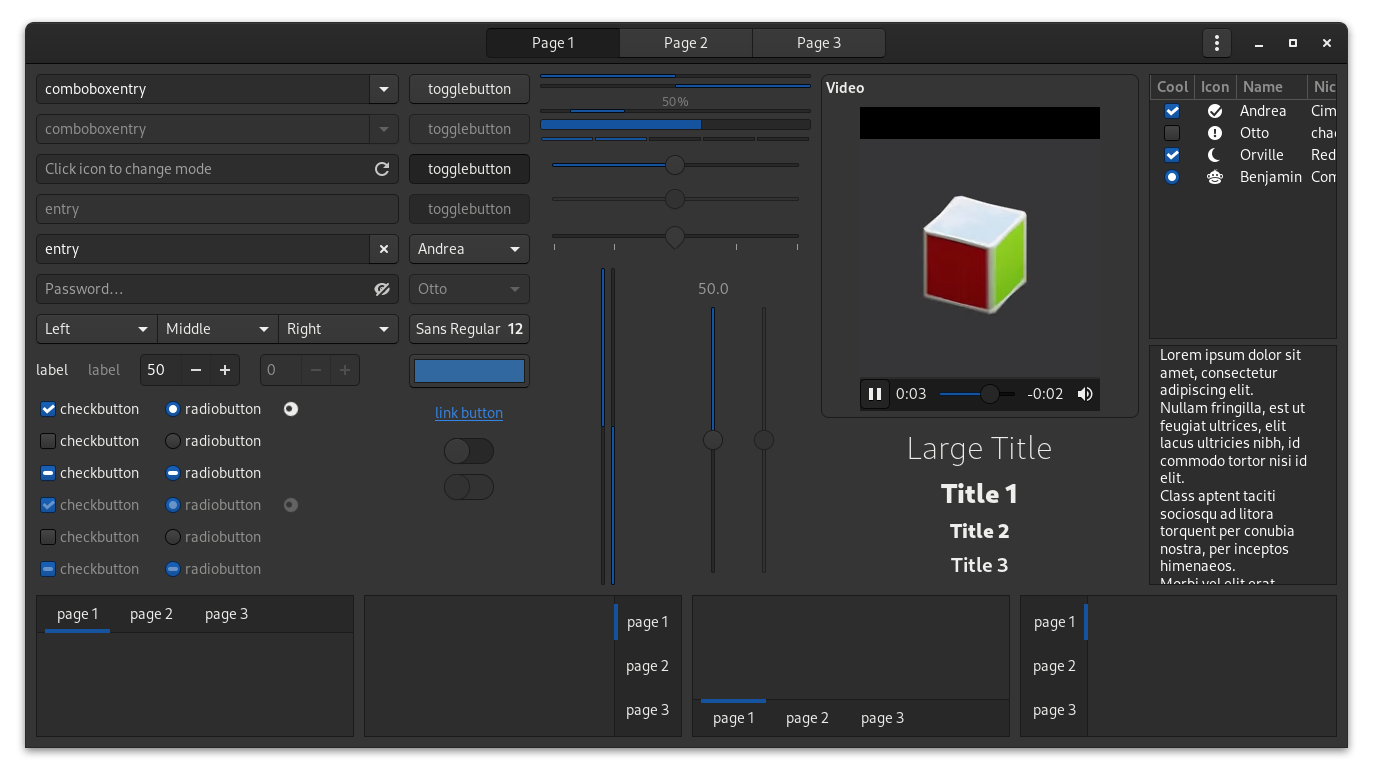 Page 1 Page 2 Page 3
comboboxentry
comboboxentry
Click icon to change mode
entry
entry
Password...
Left Middle Right
label label 50 0
checkbutton radiobutton
checkbutton radiobutton
checkbutton radiobutton
checkbutton radiobutton
checkbutton radiobutton
checkbutton radiobutton
togglebutton
togglebutton
togglebutton
togglebutton
Andrea
Otto
Sans Regular 12
link button
50%
50.0
Video
0:03 -0:02
Large Title
Title 1
Title 2
Title 3
Cool Icon Name Nic
Andrea Cim
Otto cha
Orville Red
Benjamin Com
Lorem ipsum dolor sit
amet, consectetur
adipiscing elit.
Nullam fringilla, est ut
feugiat ultrices, elit
lacus ultricies nibh, id
commodo tortor nisi id
elit.
Class aptent taciti
sociosqu ad litora
torquent per conubia
nostra, per inceptos
himenaeos.
Morbi vel elit erat
page 1 page 2 page 3
page 1
page 2
page 3
page 1 page 2 page 3
page 1
page 2
page 3